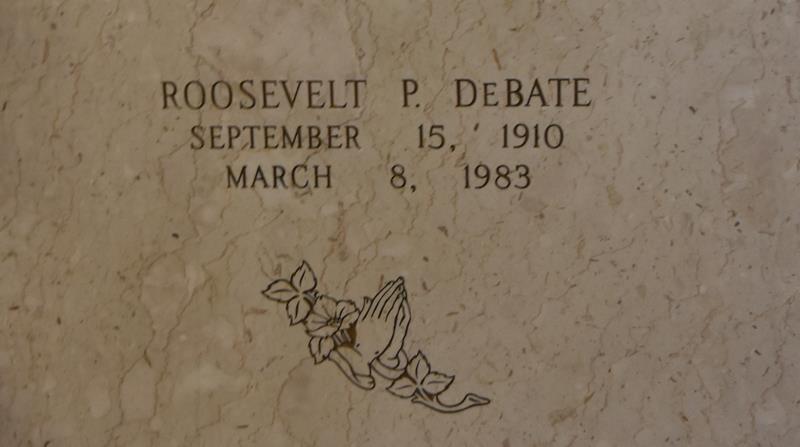 ROOSEVELT P. DeBATE
SEPTEMBER 15, 1910
MARCH 8, 1983